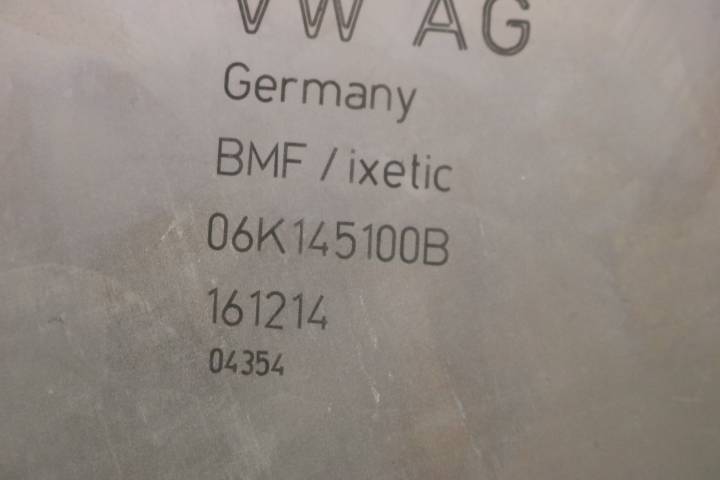 VW AG
Germany
BMF / ixetic
06K145100B
161214
04354